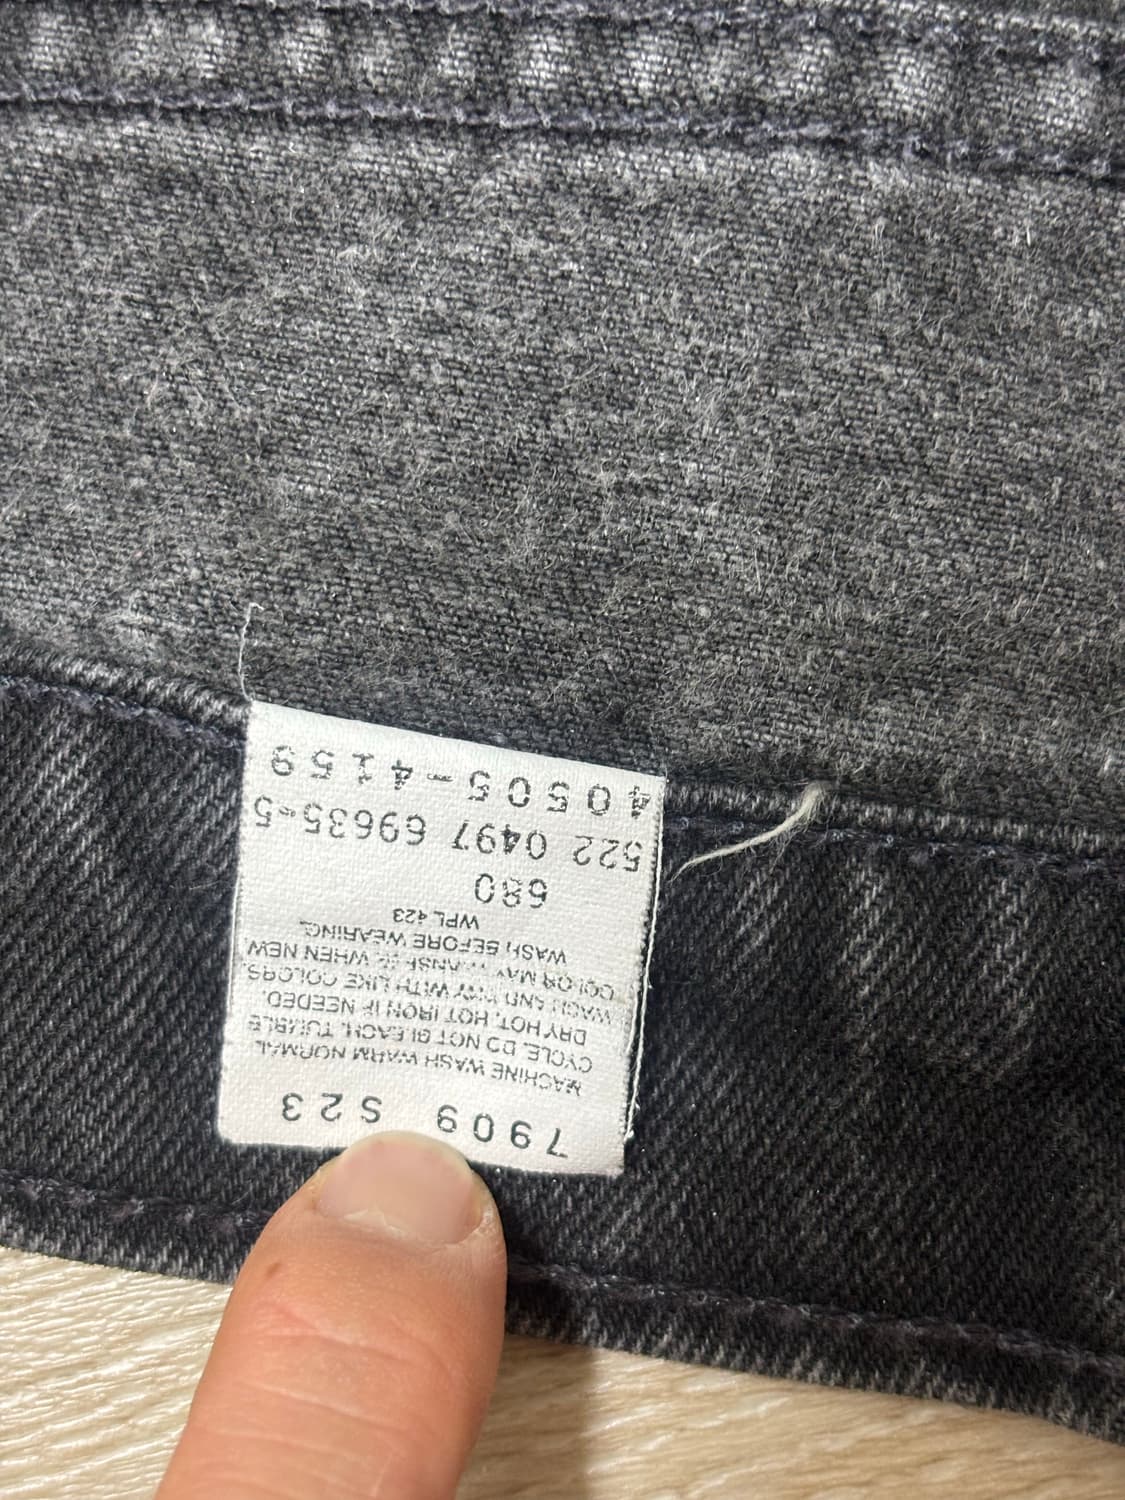 7909 S23
MACHINE WASH WARM NORMAL
CYCLE. DO NOT BLEACH. TUMBLE
DRY HOT. HOT IRON IF NEEDED
WASH AND DRY WITH LIKE COLORS.
COLOR MAY TRANSFER WHEN NEW.
WASH BEFORE WEARING.
WPL 423
680
522 0497 69635-5
40505-4159